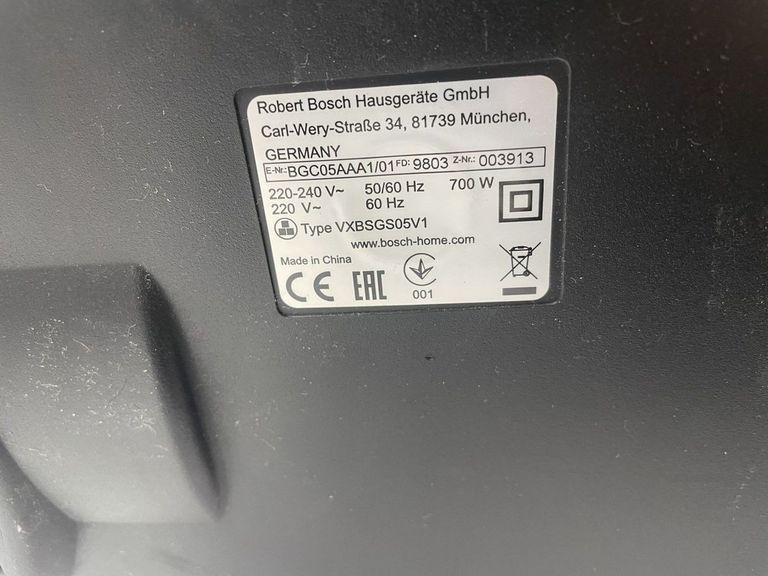 Robert Bosch Hausgeräte GmbH
Carl-Wery-Straße 34, 81739 München,
GERMANY
E-Nr.:BGC05AAA1/01 FD: 9803 Z-Nr.: 003913
220-240 V~ 50/60 Hz 700 W
220 V~ 60 Hz
Type VXBSGS05V1
www.bosch-home.com
Made in China
CE EAC
001